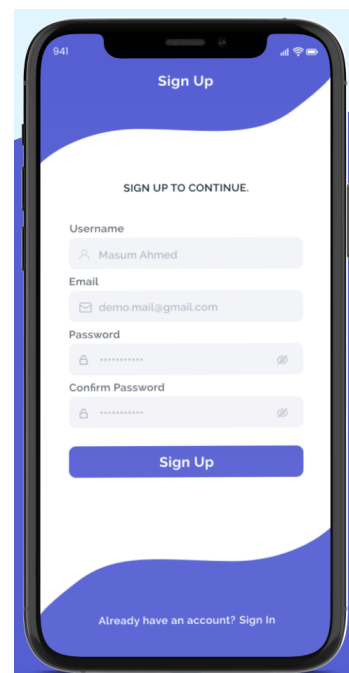 941
Sign Up
SIGN UP TO CONTINUE.
Username
Masum Ahmed
Email
demo.mail@gmail.com
Password
***********
Confirm Password
***********
Sign Up
Already have an account? Sign In